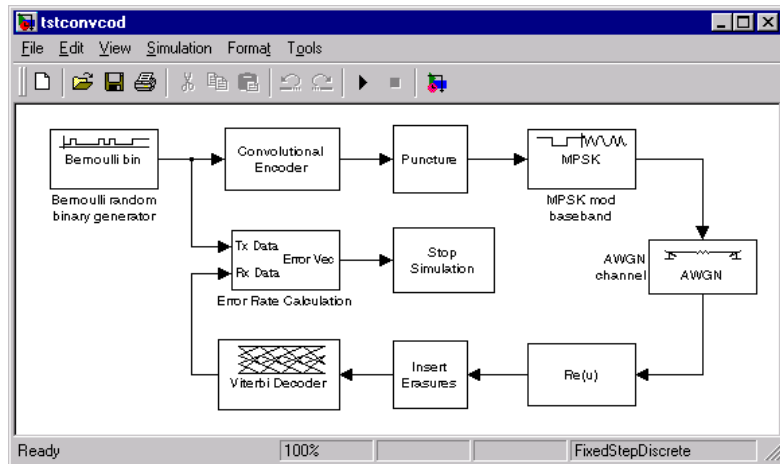 tstconvcod
File Edit View Simulation Format Tools
Bernoulli bin
Bernoulli random
binary generator
Convolutional
Encoder
Puncture
MPSK
MPSK mod
baseband
Tx Data
Rx Data
Error Vec
Error Rate Calculation
Stop
Simulation
AWGN
channel
AWGN
Viterbi Decoder
Insert
Erasures
Re(u)
Ready
100%
FixedStepDiscrete